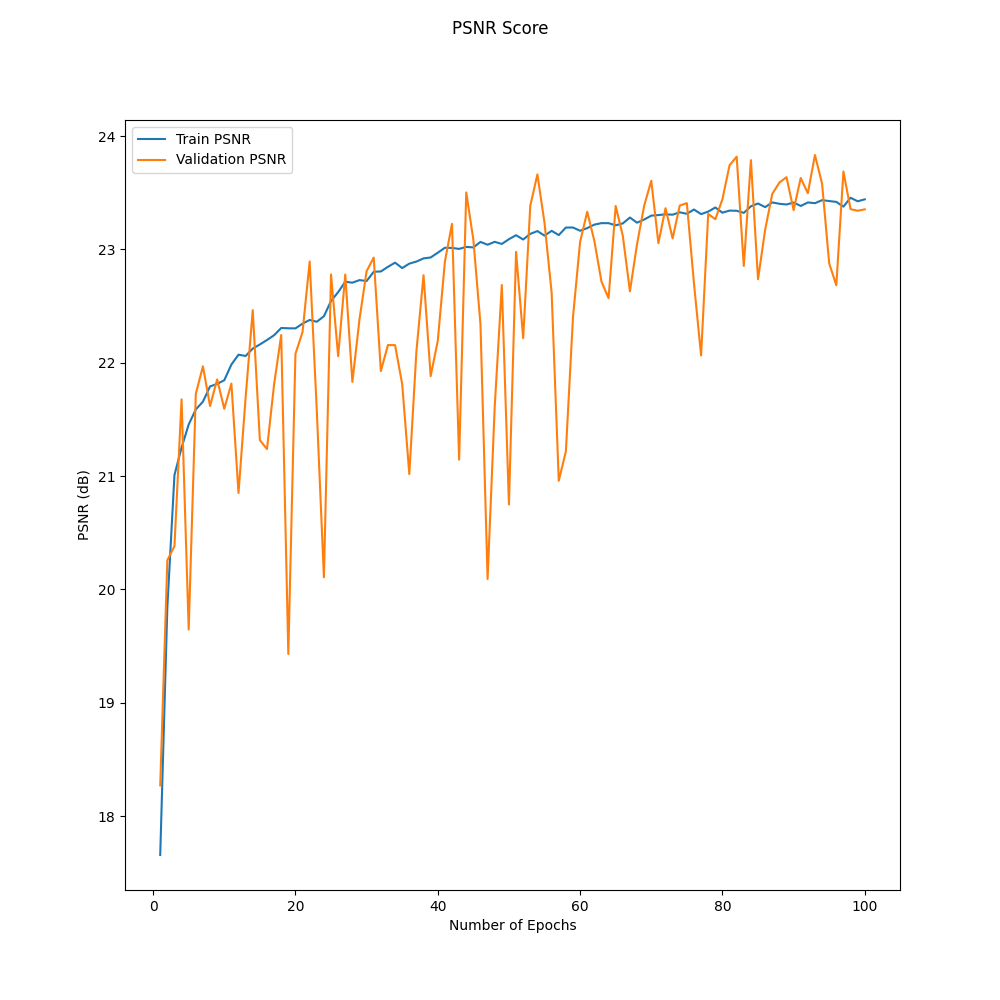 PSNR Score
Train PSNR
Validation PSNR
24
23
22
21
20
19
18
PSNR (dB)
0 20 40 60 80 100
Number of Epochs